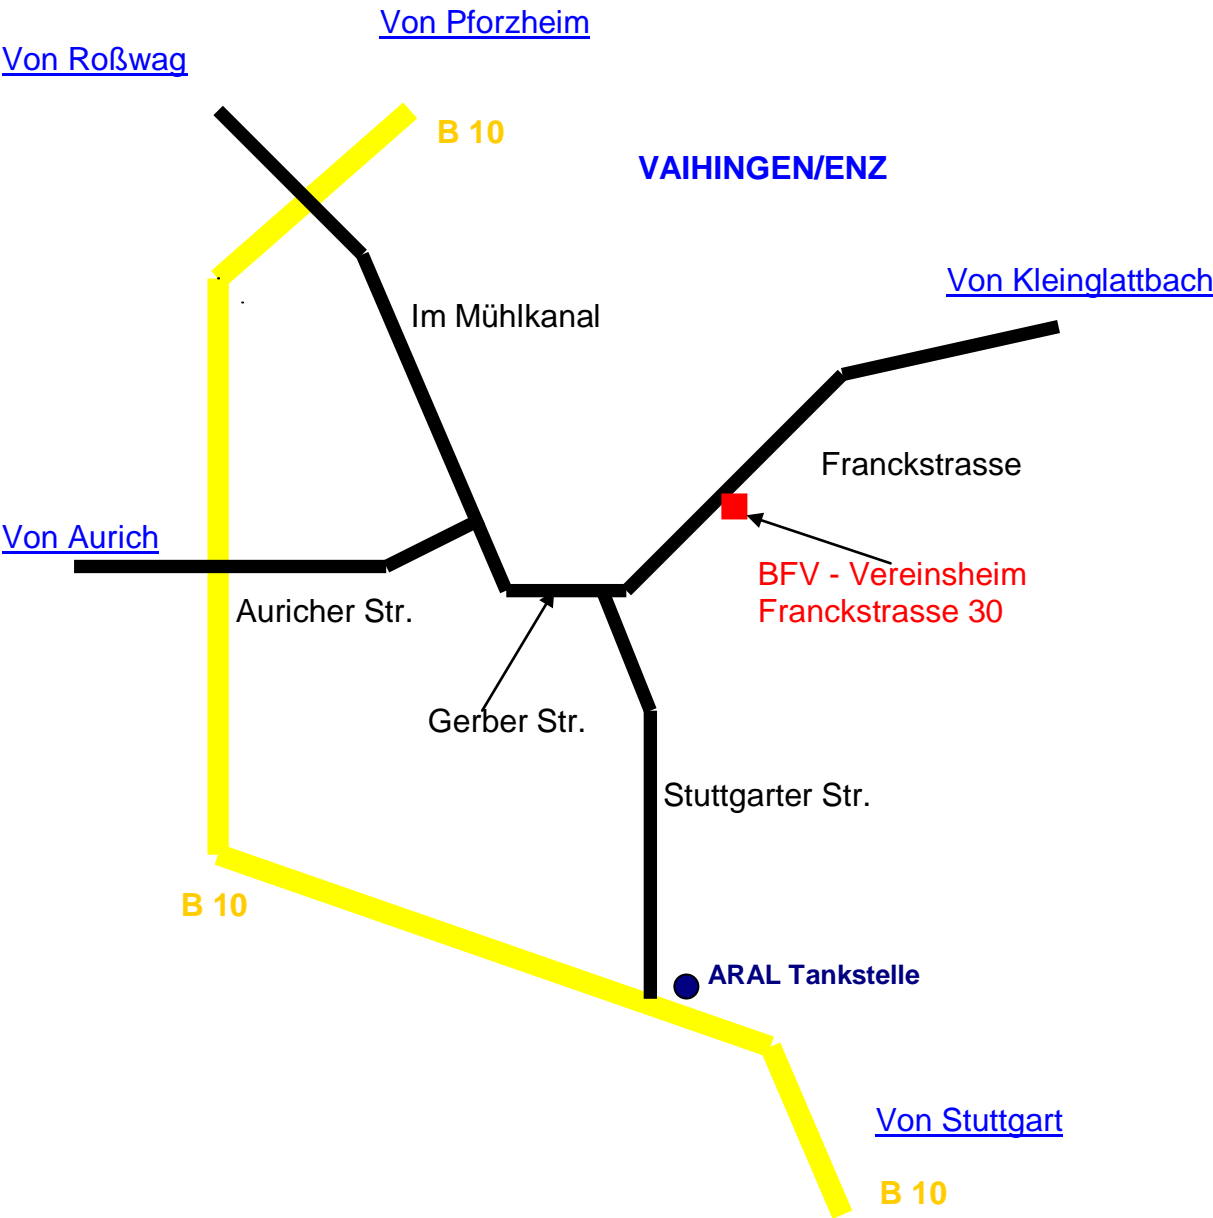 Von Pforzheim
Von Roßwag
B 10
VAIHINGEN/ENZ
Von Kleinglattbach
Im Mühlkanal
Franckstrasse
Von Aurich
BFV - Vereinsheim
Franckstrasse 30
Auricher Str.
Gerber Str.
Stuttgarter Str.
B 10
ARAL Tankstelle
Von Stuttgart
B 10